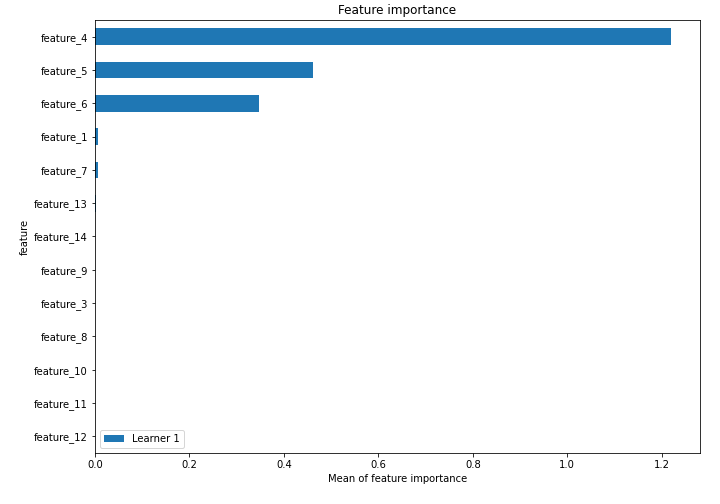 Feature importance
feature_4
feature_5
feature_6
feature_1
feature_7
feature_13
feature_14
feature_9
feature_3
feature_8
feature_10
feature_11
feature_12
feature
Learner 1
0.0 0.2 0.4 0.6 0.8 1.0 1.2
Mean of feature importance